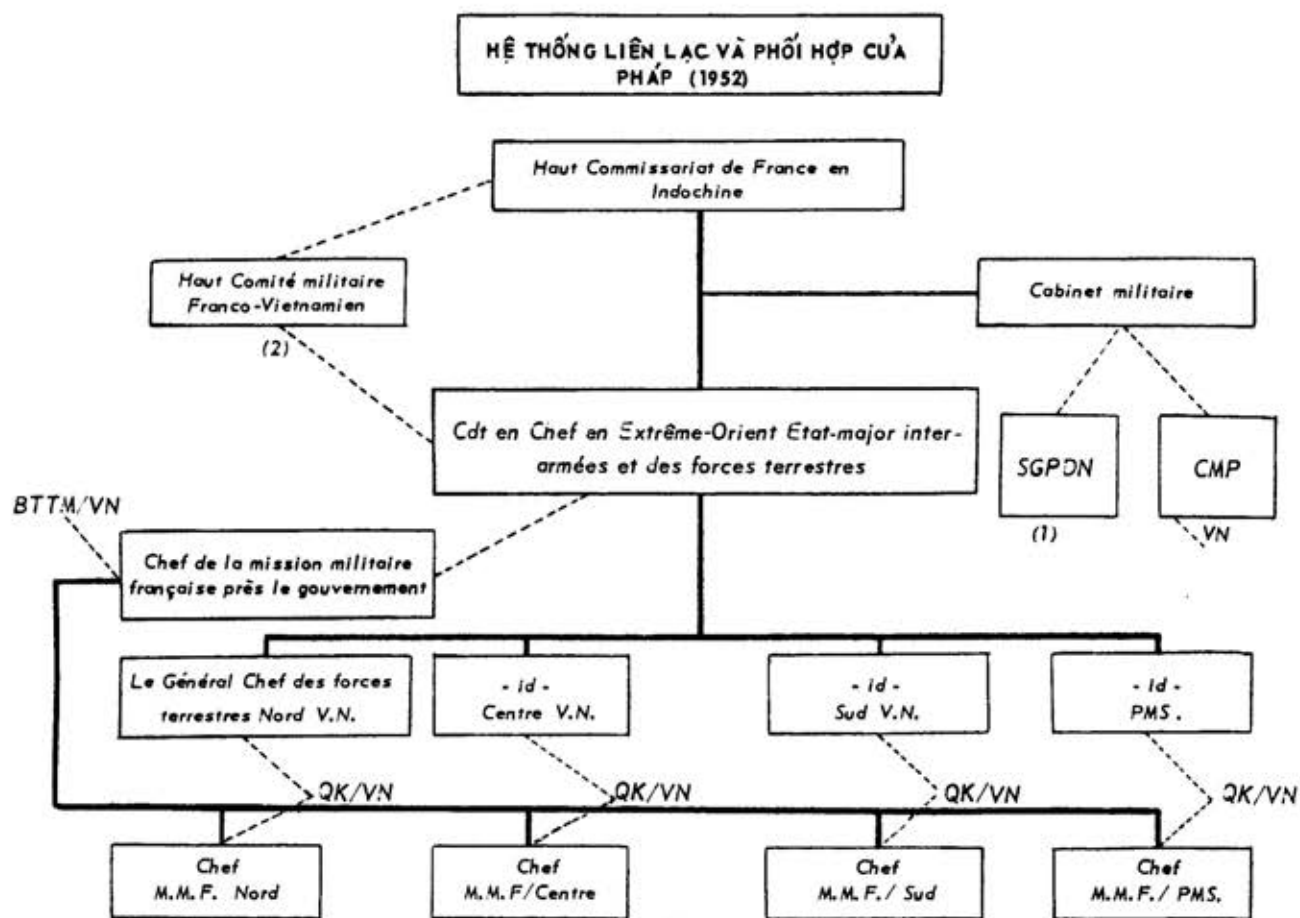 HỆ THỐNG LIÊN LẠC VÀ PHỐI HỢP CỦA
PHÁP (1952)
Haut Commissariat de France en
Indochine
Haut Comité militaire
Franco-Vietnamien
(2)
Cabinet militaire
Cdt en Chef en Extrême-Orient Etat-major inter-
armées et des forces terrestres
SGPDN
(1)
CMP
VN
BTTM/VN
Chef de la mission militaire
française près le gouvernement
Le Général Chef des forces
terrestres Nord V.N.
- id -
Centre V.N.
- id -
Sud V.N.
- id -
PMS.
QK/VN
QK/VN
QK/VN
QK/VN
Chef
M.M.F. Nord
Chef
M.M.F/Centre
Chef
M.M.F./ Sud
Chef
M.M.F./ PMS.